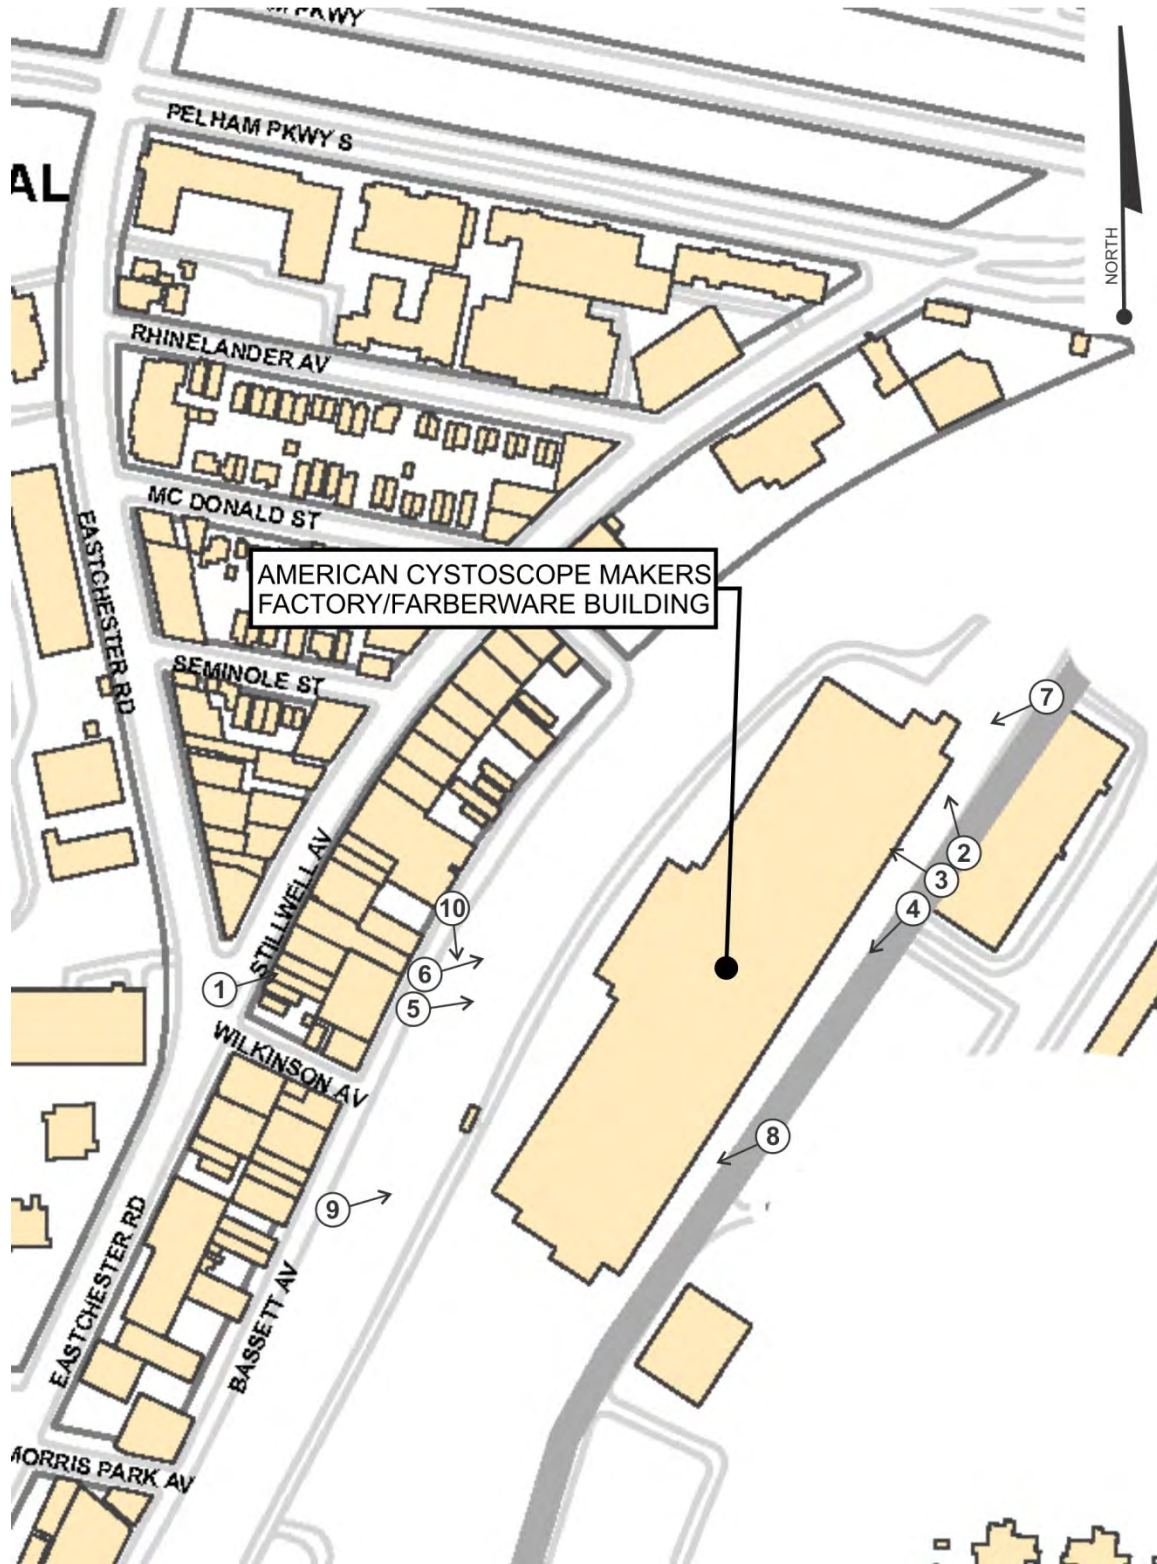 M PKWY
PELHAM PKWY S
AL
NORTH
RHINELANDER AV
MC DONALD ST
EASTCHESTER RD
AMERICAN CYSTOSCOPE MAKERS
FACTORY/FARBERWARE BUILDING
SEMINOLE ST
7
2
3
4
STILLWELL AV
10
6
1
5
WILKINSON AV
8
9
EASTCHESTER RD
BASSETT AV
MORRIS PARK AV